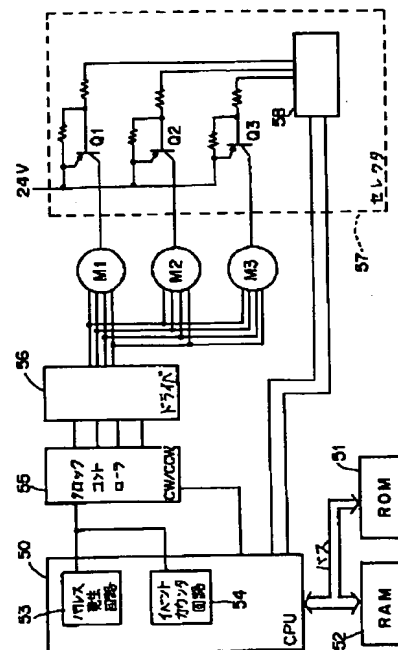 24V
Q1
Q2
Q3
58
セレクタ
57
M1
M2
M3
56
ドライバ
55
クロック
コント
ローラ
CW/CCW
50
53
パルス
発生
回路
イベント
カウンタ
回路
54
CPU
バス
51
ROM
52
RAM